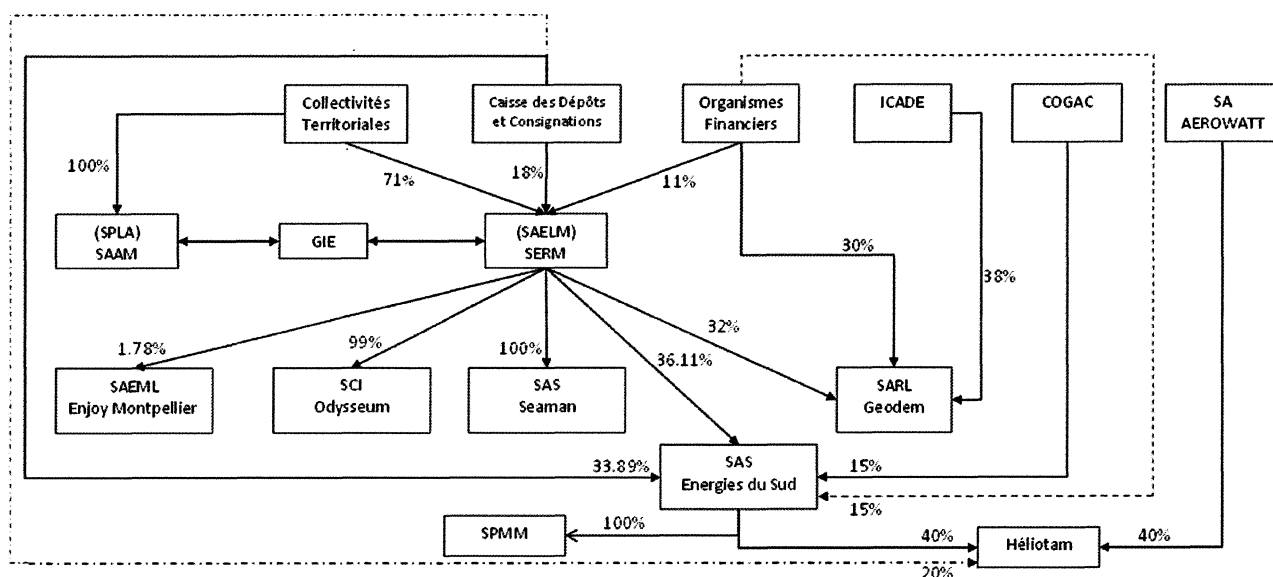 Collectivités
Territoriales
Caisse des Dépôts
et Consignations
Organismes
Financiers
ICADE
COGAC
SA
AEROWATT
100%
71%
18%
11%
(SPLA)
SAAM
GIE
(SAELM)
SERM
30%
38%
1.78%
99%
100%
36.11%
32%
SAEML
Enjoy Montpellier
SCI
Odysseum
SAS
Seaman
SARL
Geodem
33.89%
SAS
Energies du Sud
15%
15%
SPMM
100%
40%
Héliotam
40%
20%